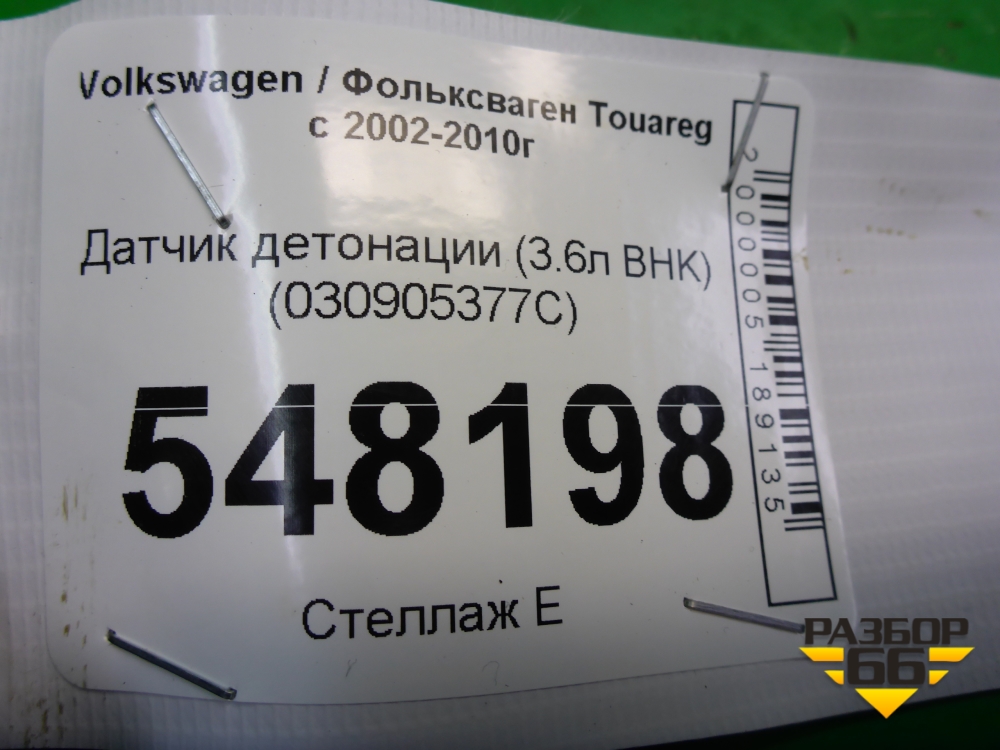 Volkswagen / Фольксваген Touareg
с 2002-2010г
Датчик детонации (3.6л BHK)
(030905377C)
548198
Стеллаж Е
2000005189135
РАЗБОР
66